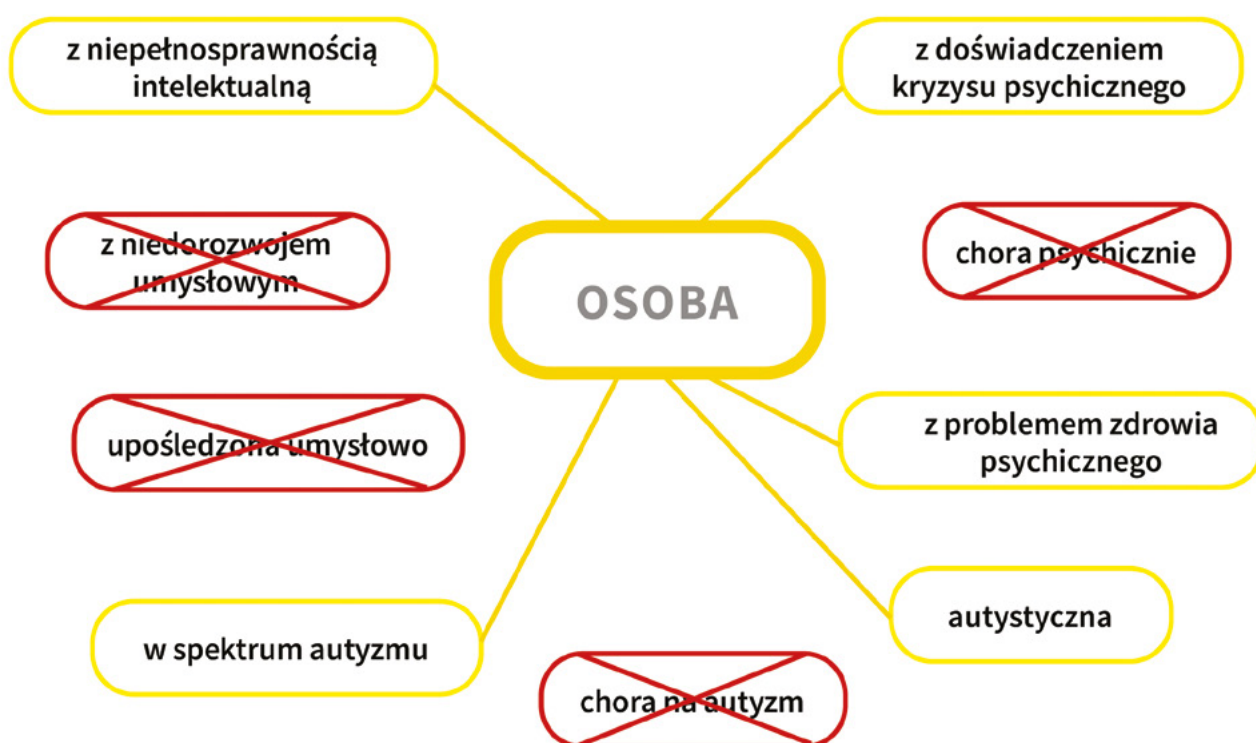 z niepełnosprawnością
intelektualną
z doświadczeniem
kryzysu psychicznego
z niedorozwojem
umysłowym
chora psychicznie
OSOBA
upośledzona umysłowo
z problemem zdrowia
psychicznego
w spektrum autyzmu
autystyczna
chora na autyzm